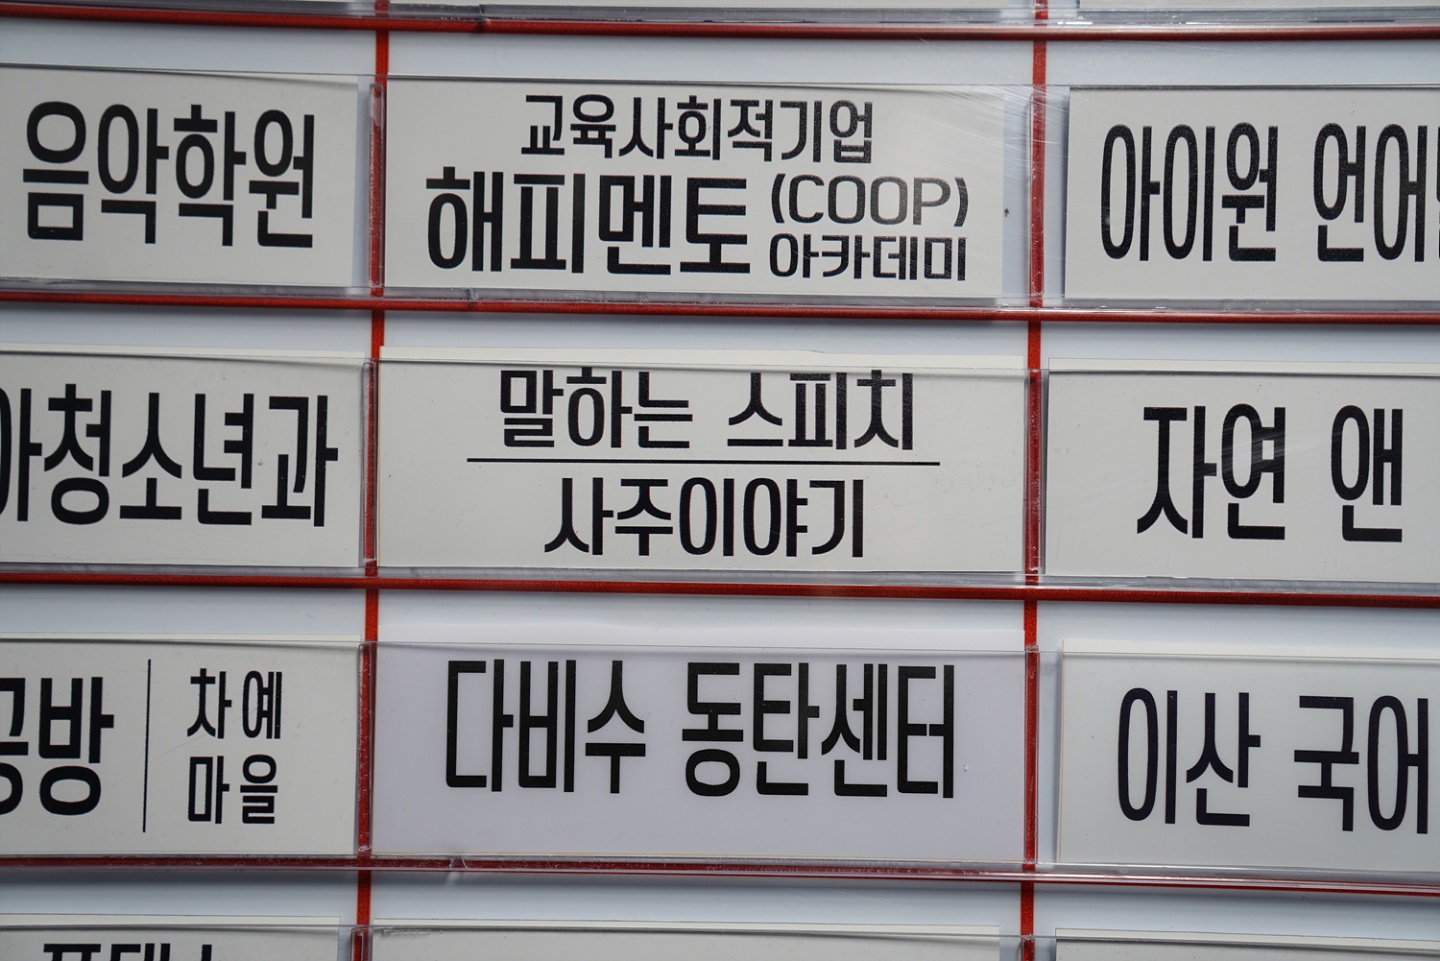 음악학원
교육사회적기업
해피멘토 (COOP)
아카데미
아이원 언어
청소년과
말하는 스피치
사주이야기
자연 앤
공방
차예
마을
다비수 동탄센터
이산 국어